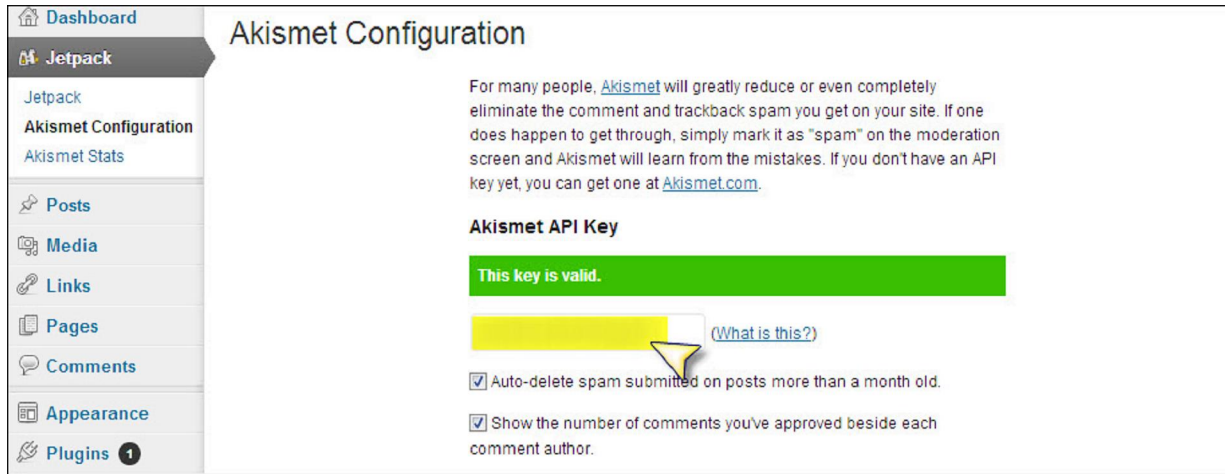 Dashboard
Jetpack
Jetpack
Akismet Configuration
Akismet Stats
Posts
Media
Links
Pages
Comments
Appearance
Plugins 1
Akismet Configuration
For many people, Akismet will greatly reduce or even completely
eliminate the comment and trackback spam you get on your site. If one
does happen to get through, simply mark it as "spam" on the moderation
screen and Akismet will learn from the mistakes. If you don't have an API
key yet, you can get one at Akismet.com.
Akismet API Key
This key is valid.
(What is this?)
Auto-delete spam submitted on posts more than a month old.
Show the number of comments you've approved beside each
comment author.